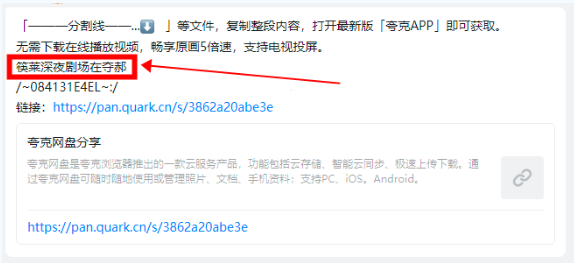 「———分割线——...⬇️ 」等文件，复制整段内容，打开最新版「夸克APP」即可获取。
无需下载在线播放视频，畅享原画5倍速，支持电视投屏。
筷莱深夜剧场在夺郝
/~084131E4EL~:/
链接：https://pan.quark.cn/s/3862a20abe3e
夸克网盘分享
夸克网盘是夸克浏览器推出的一款云服务产品，功能包括云存储、智能云同步、极速上传下载。通
过夸克网盘可随时随地使用或管理照片、文档、手机资料；支持PC、iOS。Android。
https://pan.quark.cn/s/3862a20abe3e